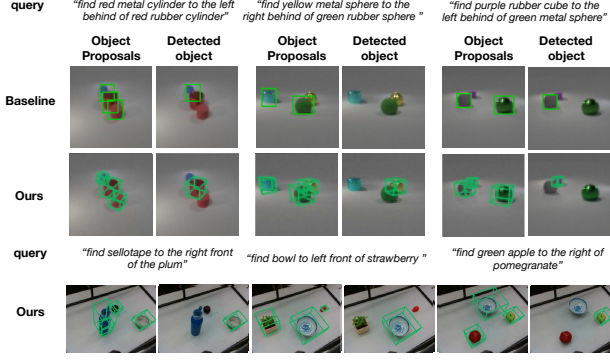 query
"find red metal cylinder to the left
behind of red rubber cylinder"
"find yellow metal sphere to the
right behind of green rubber sphere "
"find purple rubber cube to the
left behind of green metal sphere"
Object
Proposals
Detected
object
Object
Proposals
Detected
object
Object
Proposals
Detected
object
Baseline
Ours
query
"find sellotape to the right front
of the plum"
"find bowl to left front of strawberry "
"find green apple to the right of
pomegranate"
Ours